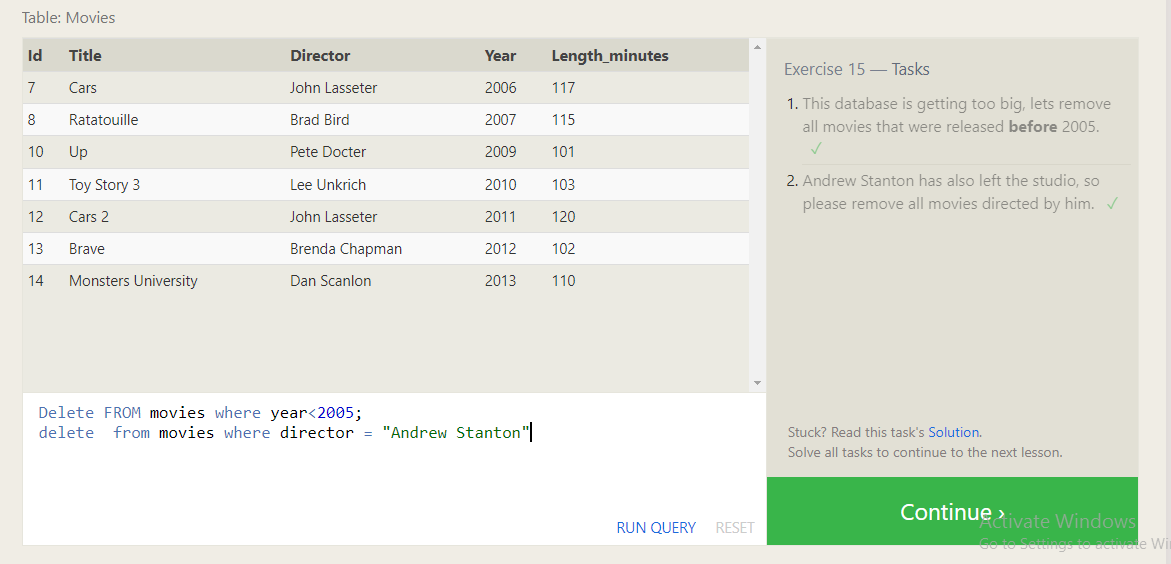 Table: Movies
Id Title Director Year Length_minutes
7 Cars John Lasseter 2006 117
8 Ratatouille Brad Bird 2007 115
10 Up Pete Docter 2009 101
11 Toy Story 3 Lee Unkrich 2010 103
12 Cars 2 John Lasseter 2011 120
13 Brave Brenda Chapman 2012 102
14 Monsters University Dan Scanlon 2013 110
Delete FROM movies where year<2005;
delete  from movies where director = "Andrew Stanton"
RUN QUERY RESET
Exercise 15 — Tasks
1. This database is getting too big, lets remove
all movies that were released before 2005.
✓
2. Andrew Stanton has also left the studio, so
please remove all movies directed by him. ✓
Stuck? Read this task's Solution.
Solve all tasks to continue to the next lesson.
Continue ›
Activate Windows
Go to Settings to activate Wi